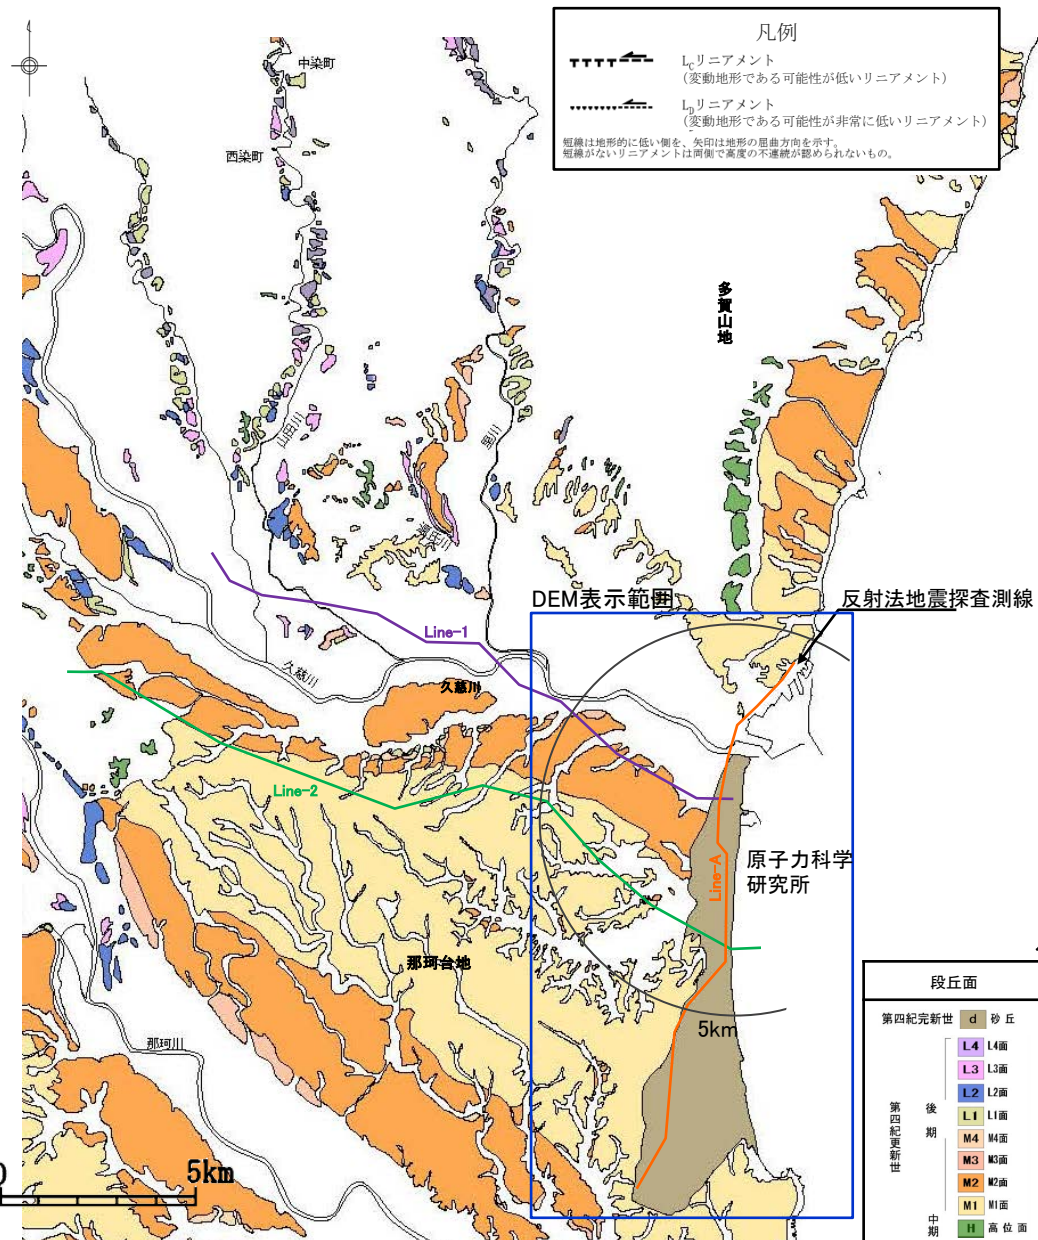 凡例
LCリニアメント
(変動地形である可能性が低いリニアメント)
LDリニアメント
(変動地形である可能性が非常に低いリニアメント)
短線は地形的に低い側を、矢印は地形の屈曲方向を示す。
短線がないリニアメントは両側で高度の不連続が認められないもの。
中染町
西染町
多賀山地
山田川
里川
源氏川
DEM表示範囲
反射法地震探査測線
Line-1
久慈川
久慈川
Line-2
Line-A
原子力科学
研究所
那珂台地
5km
那珂川
0
5km
段丘面
第四紀完新世 d 砂丘
L4 L4面
L3 L3面
L2 L2面
L1 L1面
M4 M4面
M3 M3面
M2 M2面
M1 M1面
H 高位面
第四紀更新世
後期
中期